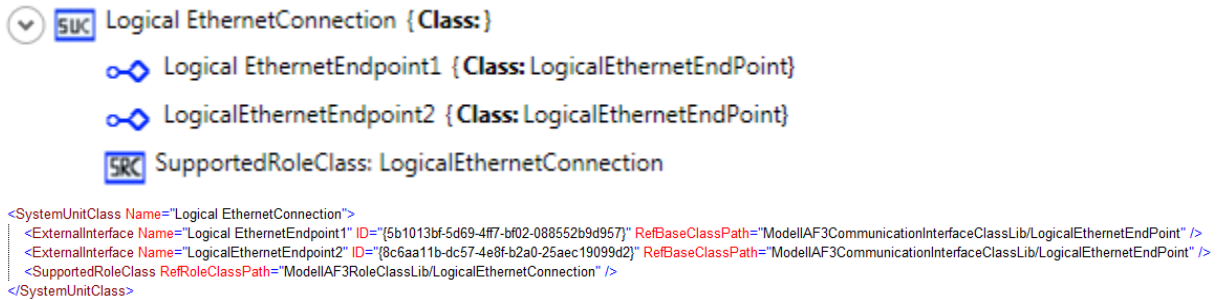 SUC Logical EthernetConnection {Class:}
Logical EthernetEndpoint1 {Class: LogicalEthernetEndPoint}
LogicalEthernetEndpoint2 {Class: LogicalEthernetEndPoint}
SRC SupportedRoleClass: LogicalEthernetConnection
<SystemUnitClass Name="Logical EthernetConnection">
<ExternalInterface Name="Logical EthernetEndpoint1" ID="{5b1013bf-5d69-4ff7-bf02-088552b9d957}" RefBaseClassPath="ModellAF3CommunicationInterfaceClassLib/LogicalEthernetEndPoint" />
<ExternalInterface Name="LogicalEthernetEndpoint2" ID="{8c6aa11b-dc57-4e8f-b2a0-25aec19099d2}" RefBaseClassPath="ModellAF3CommunicationInterfaceClassLib/LogicalEthernetEndPoint" />
<SupportedRoleClass RefRoleClassPath="ModellAF3RoleClassLib/LogicalEthernetConnection" />
</SystemUnitClass>